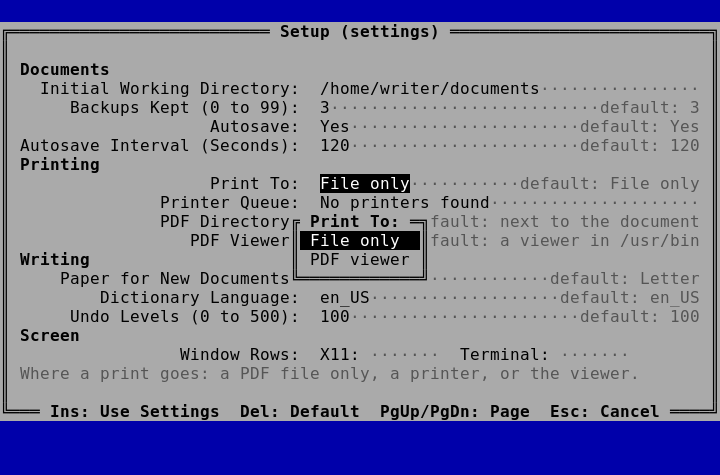 Setup (settings)
Documents
Initial Working Directory: /home/writer/documents················
Backups Kept (0 to 99): 3···························default: 3
Autosave: Yes·······················default: Yes
Autosave Interval (Seconds): 120·······················default: 120
Printing
Print To: File only···········default: File only
Printer Queue: No printers found·····················
PDF Directory Print To: fault: next to the document
PDF Viewer File only fault: a viewer in /usr/bin
Writing PDF viewer
Paper for New Documents ············default: Letter
Dictionary Language: en_US···················default: en_US
Undo Levels (0 to 500): 100·······················default: 100
Screen
Window Rows: X11: ······· Terminal: ·······
Where a print goes: a PDF file only, a printer, or the viewer.
Ins: Use Settings Del: Default PgUp/PgDn: Page Esc: Cancel